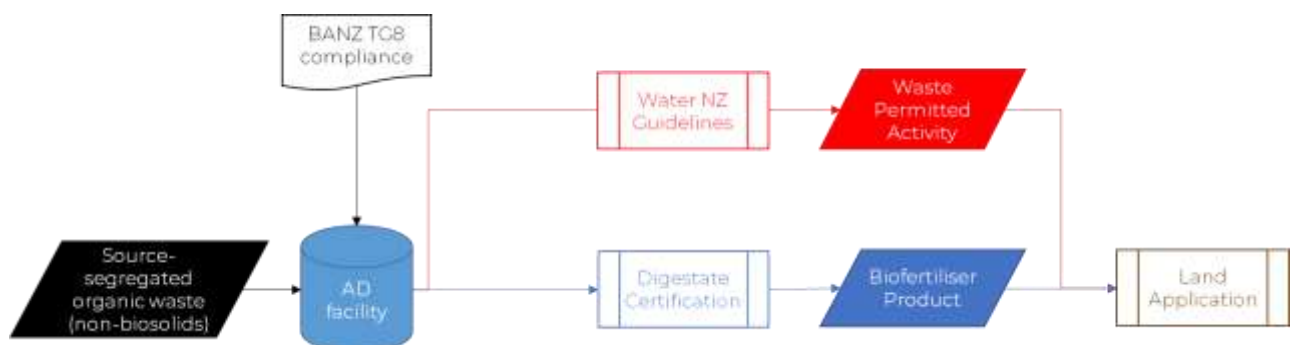 BANZ TG8
compliance
Water NZ
Guidelines
Waste
Permitted
Activity
Source-
segregated
organic waste
(non-biosolids)
AD
facility
Digestate
Certification
Biofertiliser
Product
Land
Application